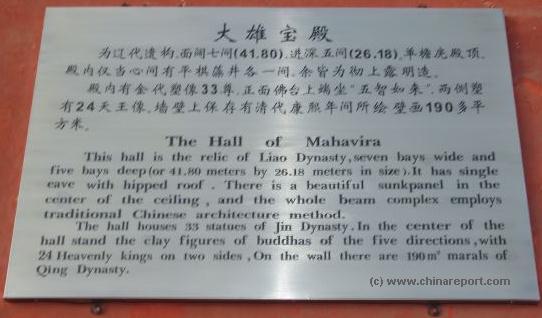 大雄宝殿
为辽代遗构,面阔七间(41.80),进深五间(26.18),单檐庑殿顶。
殿内仅当心间有平棋藻井各一间,余皆为彻上露明造。
殿内有金代塑像33尊,正面佛台上端坐“五智如来”,两侧塑
有24天王像,墙壁上保存有清代康熙年间所绘壁画190多平
方米。
The Hall of Mahavira
This hall is the relic of Liao Dynasty,seven bays wide and
five bays deep(or 41.80 meters by 26.18 meters in size).It has single
eave with hipped roof . There is a beautiful sunkpanel in the
center of the ceiling , and the whole beam complex employs
traditional Chinese architecture method.
The hall houses 33 statues of Jin Dynasty. In the center of the
hall stand the clay figures of buddhas of the five directions,with
24 Heavenly kings on two sides , On the wall there are 190m² marals of
Qing Dynasty.
(c) www.chinareport.com